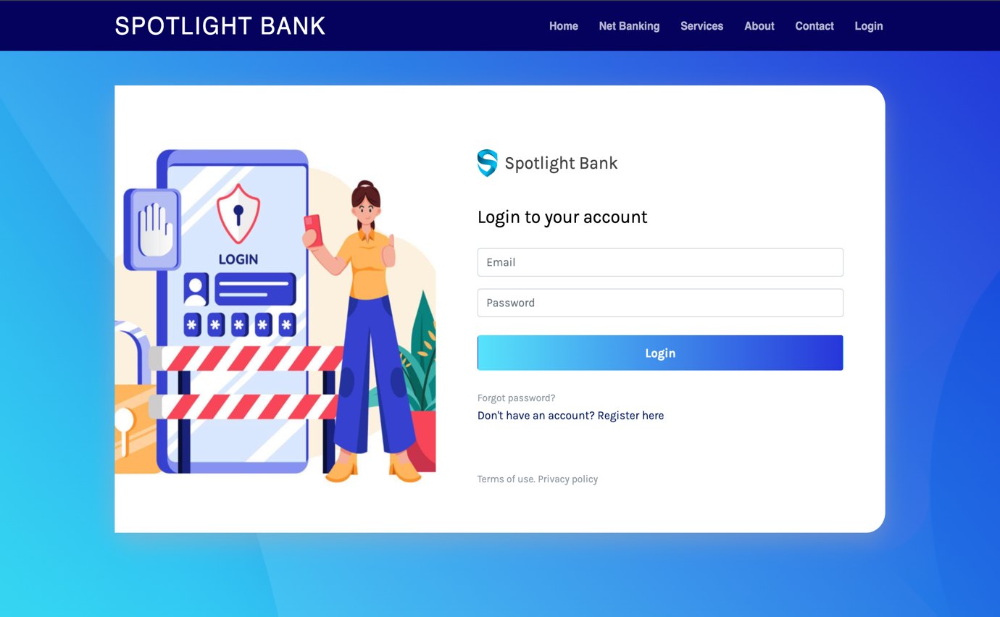 SPOTLIGHT BANK
Home Net Banking Services About Contact Login
LOGIN
* * * * *
Spotlight Bank
Login to your account
Email
Password
Login
Forgot password?
Don't have an account? Register here
Terms of use. Privacy policy